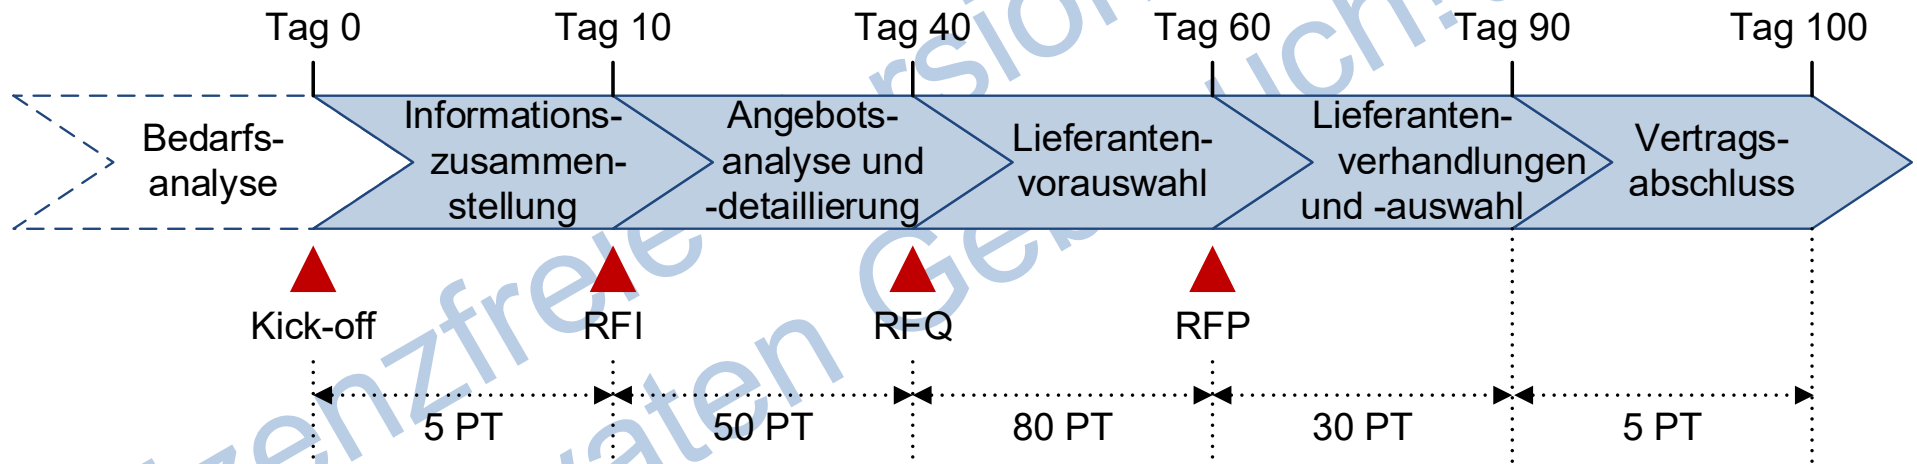 Tag 0 Tag 10 Tag 40 Tag 60 Tag 90 Tag 100
Bedarfs-
analyse
Informations-
zusammen-
stellung
Angebots-
analyse und
-detaillierung
Lieferanten-
vorauswahl
Lieferanten-
verhandlungen
und -auswahl
Vertrags-
abschluss
Kick-off RFI RFQ RFP
5 PT 50 PT 80 PT 30 PT 5 PT